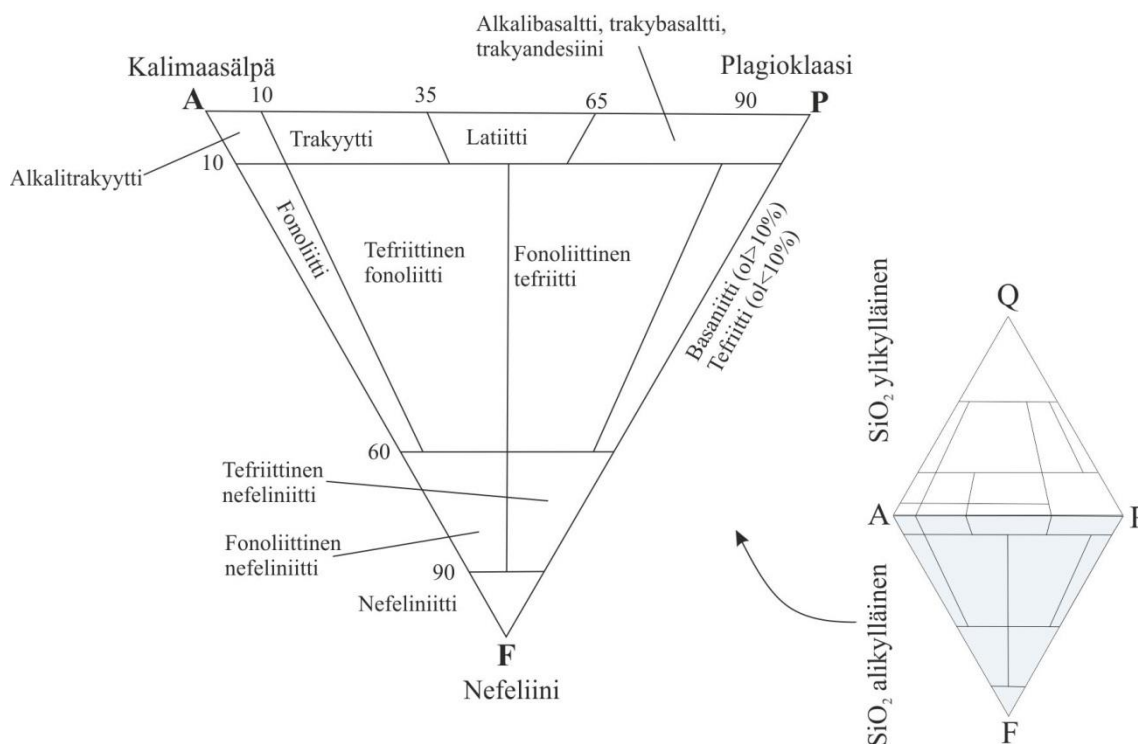 Alkalibasaltti, trakybasaltti,
trakyandesiini
Kalimaasälpä
Plagioklaasi
A
10
35
65
90
P
Trakyytti
Latiitti
10
Alkalitrakyytti
Fonoliitti
Tefriittinen
fonoliitti
Fonoliittinen
tefriitti
Basaniitti (ol>10%)
Tefriitti (ol<10%)
60
Tefriittinen
nefeliniitti
Fonoliittinen
nefeliniitti
90
Nefeliniitti
F
Nefeliini
SiO₂ ylikylläinen
Q
A
P
SiO₂ alikylläinen
F